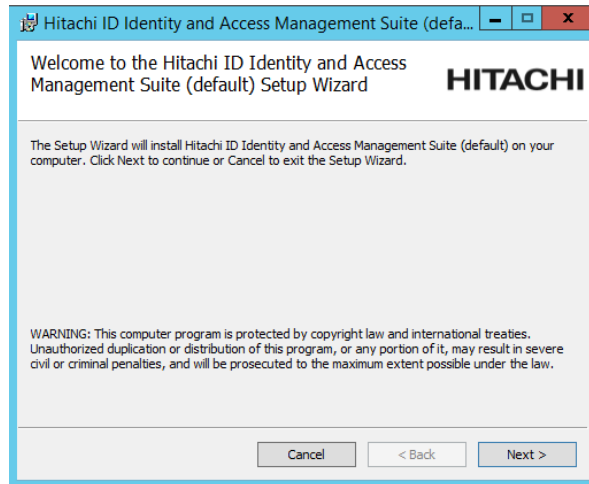 Hitachi ID Identity and Access Management Suite (defa...
Welcome to the Hitachi ID Identity and Access
Management Suite (default) Setup Wizard
HITACHI
The Setup Wizard will install Hitachi ID Identity and Access Management Suite (default) on your
computer. Click Next to continue or Cancel to exit the Setup Wizard.
WARNING: This computer program is protected by copyright law and international treaties.
Unauthorized duplication or distribution of this program, or any portion of it, may result in severe
civil or criminal penalties, and will be prosecuted to the maximum extent possible under the law.
Cancel < Back Next >